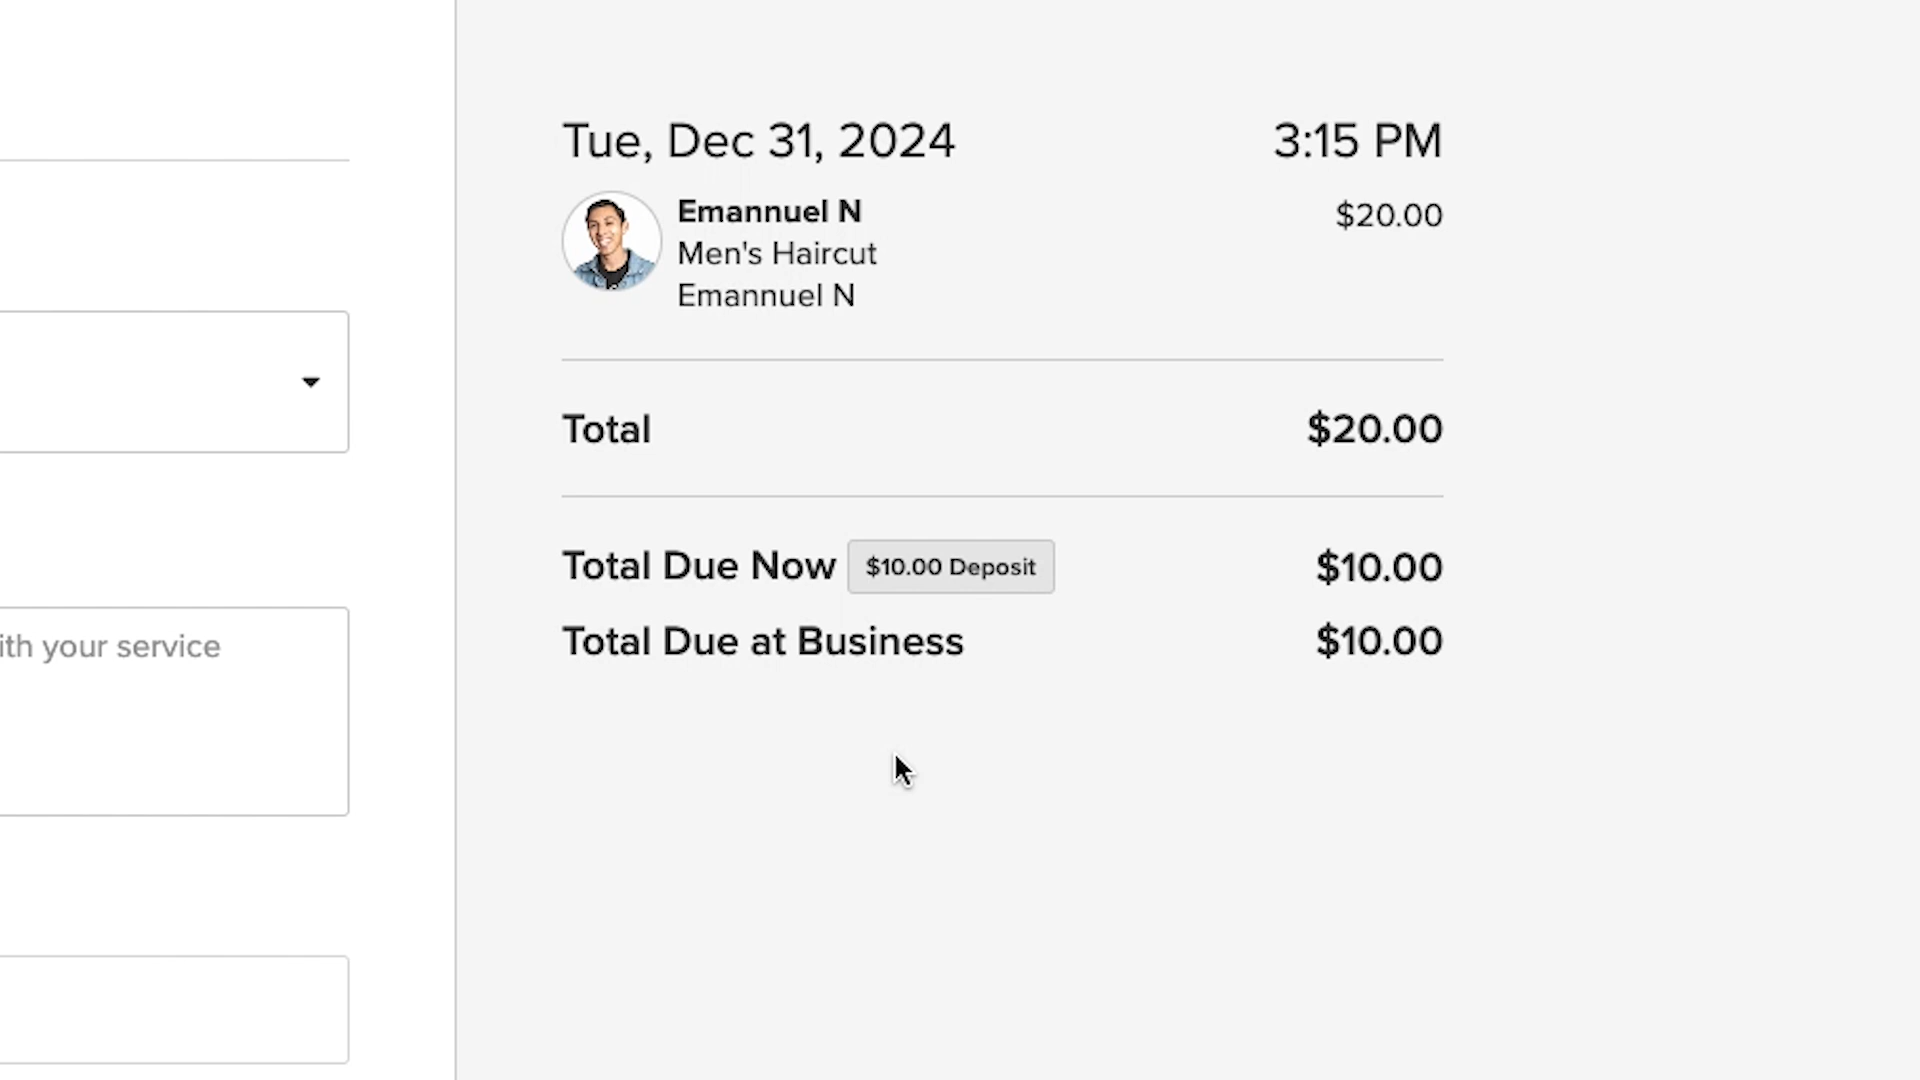 Tue, Dec 31, 2024 3:15 PM
Emannuel N $20.00
Men's Haircut
Emannuel N
Total $20.00
Total Due Now $10.00 Deposit $10.00
Total Due at Business $10.00
your service